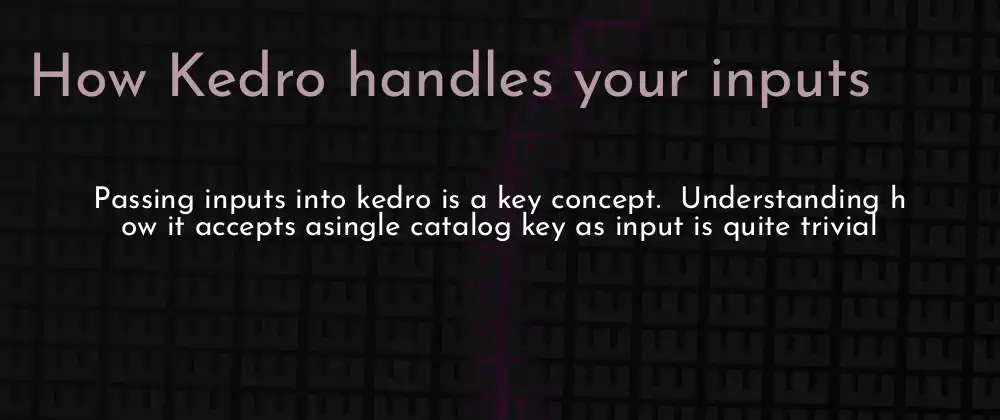 How Kedro handles your inputs
Passing inputs into kedro is a key concept.  Understanding h
ow it accepts asingle catalog key as input is quite trivial